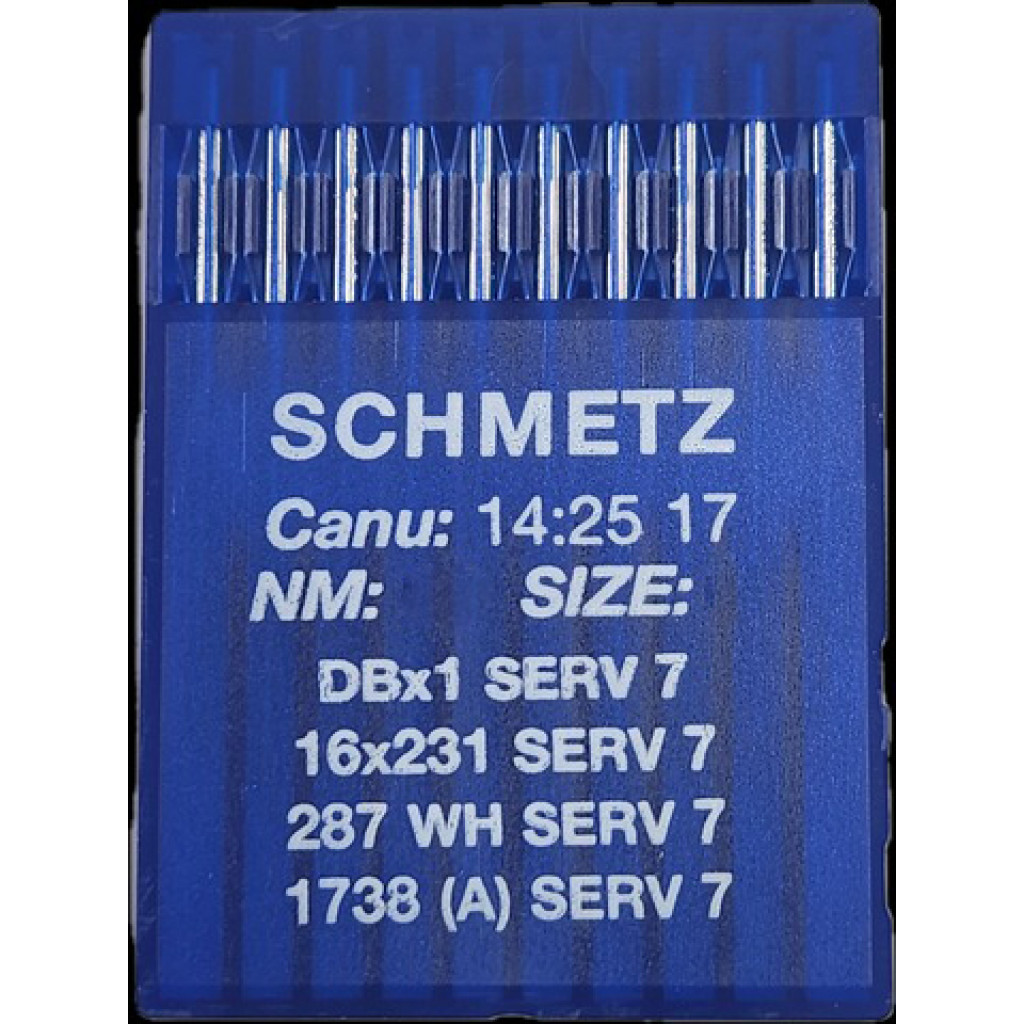 SCHMETZ
Canu: 14:25 17
NM: SIZE:
DBx1 SERV 7
16x231 SERV 7
287 WH SERV 7
1738 (A) SERV 7